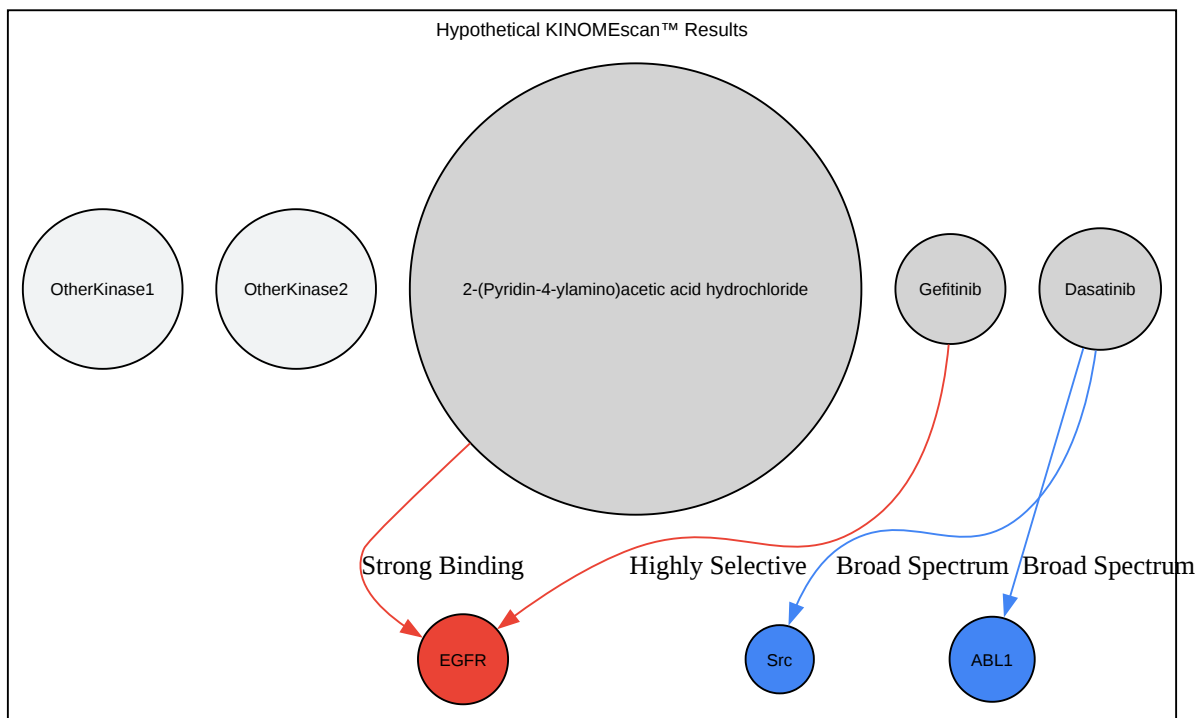 Hypothetical KINOMEscan™ Results
OtherKinase1
OtherKinase2
2-(Pyridin-4-ylamino)acetic acid hydrochloride
Gefitinib
Dasatinib
Strong Binding
Highly Selective
Broad Spectrum
Broad Spectrum
EGFR
Src
ABL1